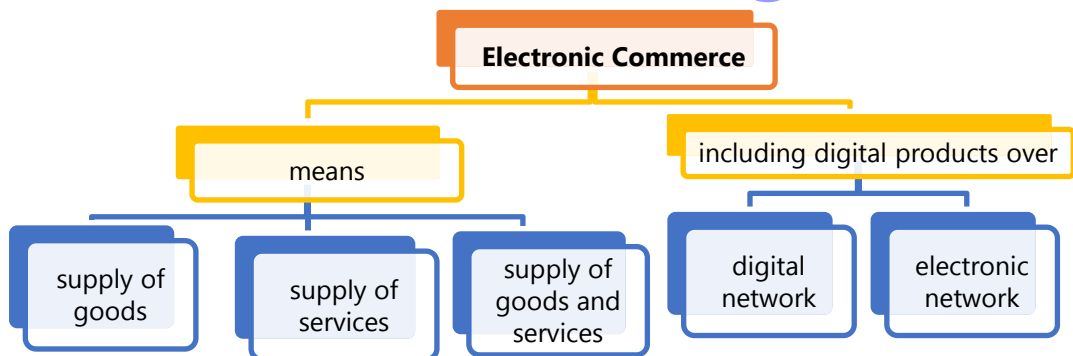 Electronic Commerce
means
including digital products over
supply of
goods
supply of
services
supply of
goods and
services
digital
network
electronic
network